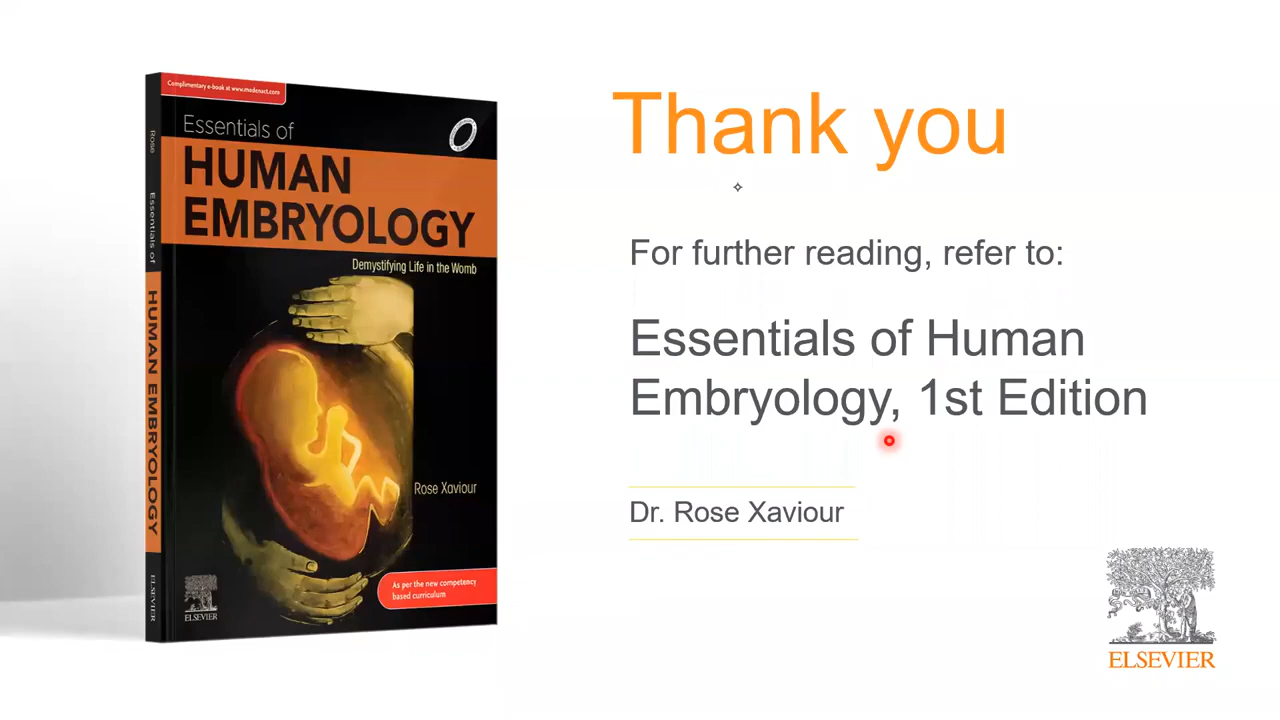 Complimentary e-book at www.medenact.com
Essentials of
HUMAN
EMBRYOLOGY
Demystifying Life in the Womb
Rose Xaviour
As per the new competency
based curriculum
ELSEVIER
Rose
Essentials of
HUMAN EMBRYOLOGY
ELSEVIER
Thank you
For further reading, refer to:
Essentials of Human
Embryology, 1st Edition
Dr. Rose Xaviour
ELSEVIER